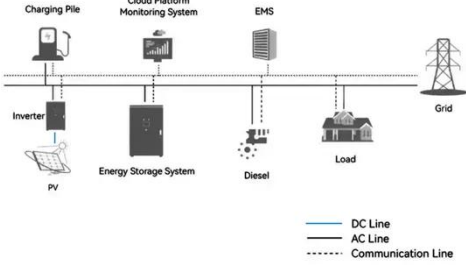 Cloud Platform
Charging Pile
Monitoring System
EMS
Grid
Inverter
PV
Energy Storage System
Diesel
Load
DC Line
AC Line
Communication Line